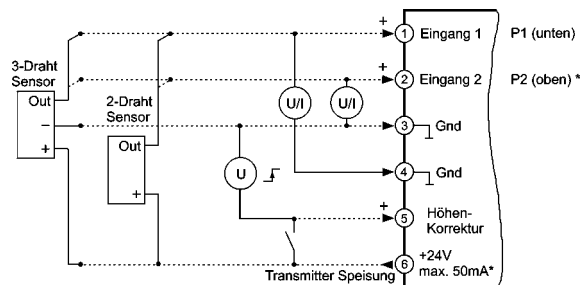 + 1 Eingang 1 P1 (unten)
3-Draht
Sensor
Out
−
+
2-Draht
Sensor
Out
+
+ 2 Eingang 2 P2 (oben) *
U/I U/I
3 Gnd
U
4 Gnd
+ 5 Höhen-
Korrektur
6 +24V
max. 50mA*
Transmitter Speisung